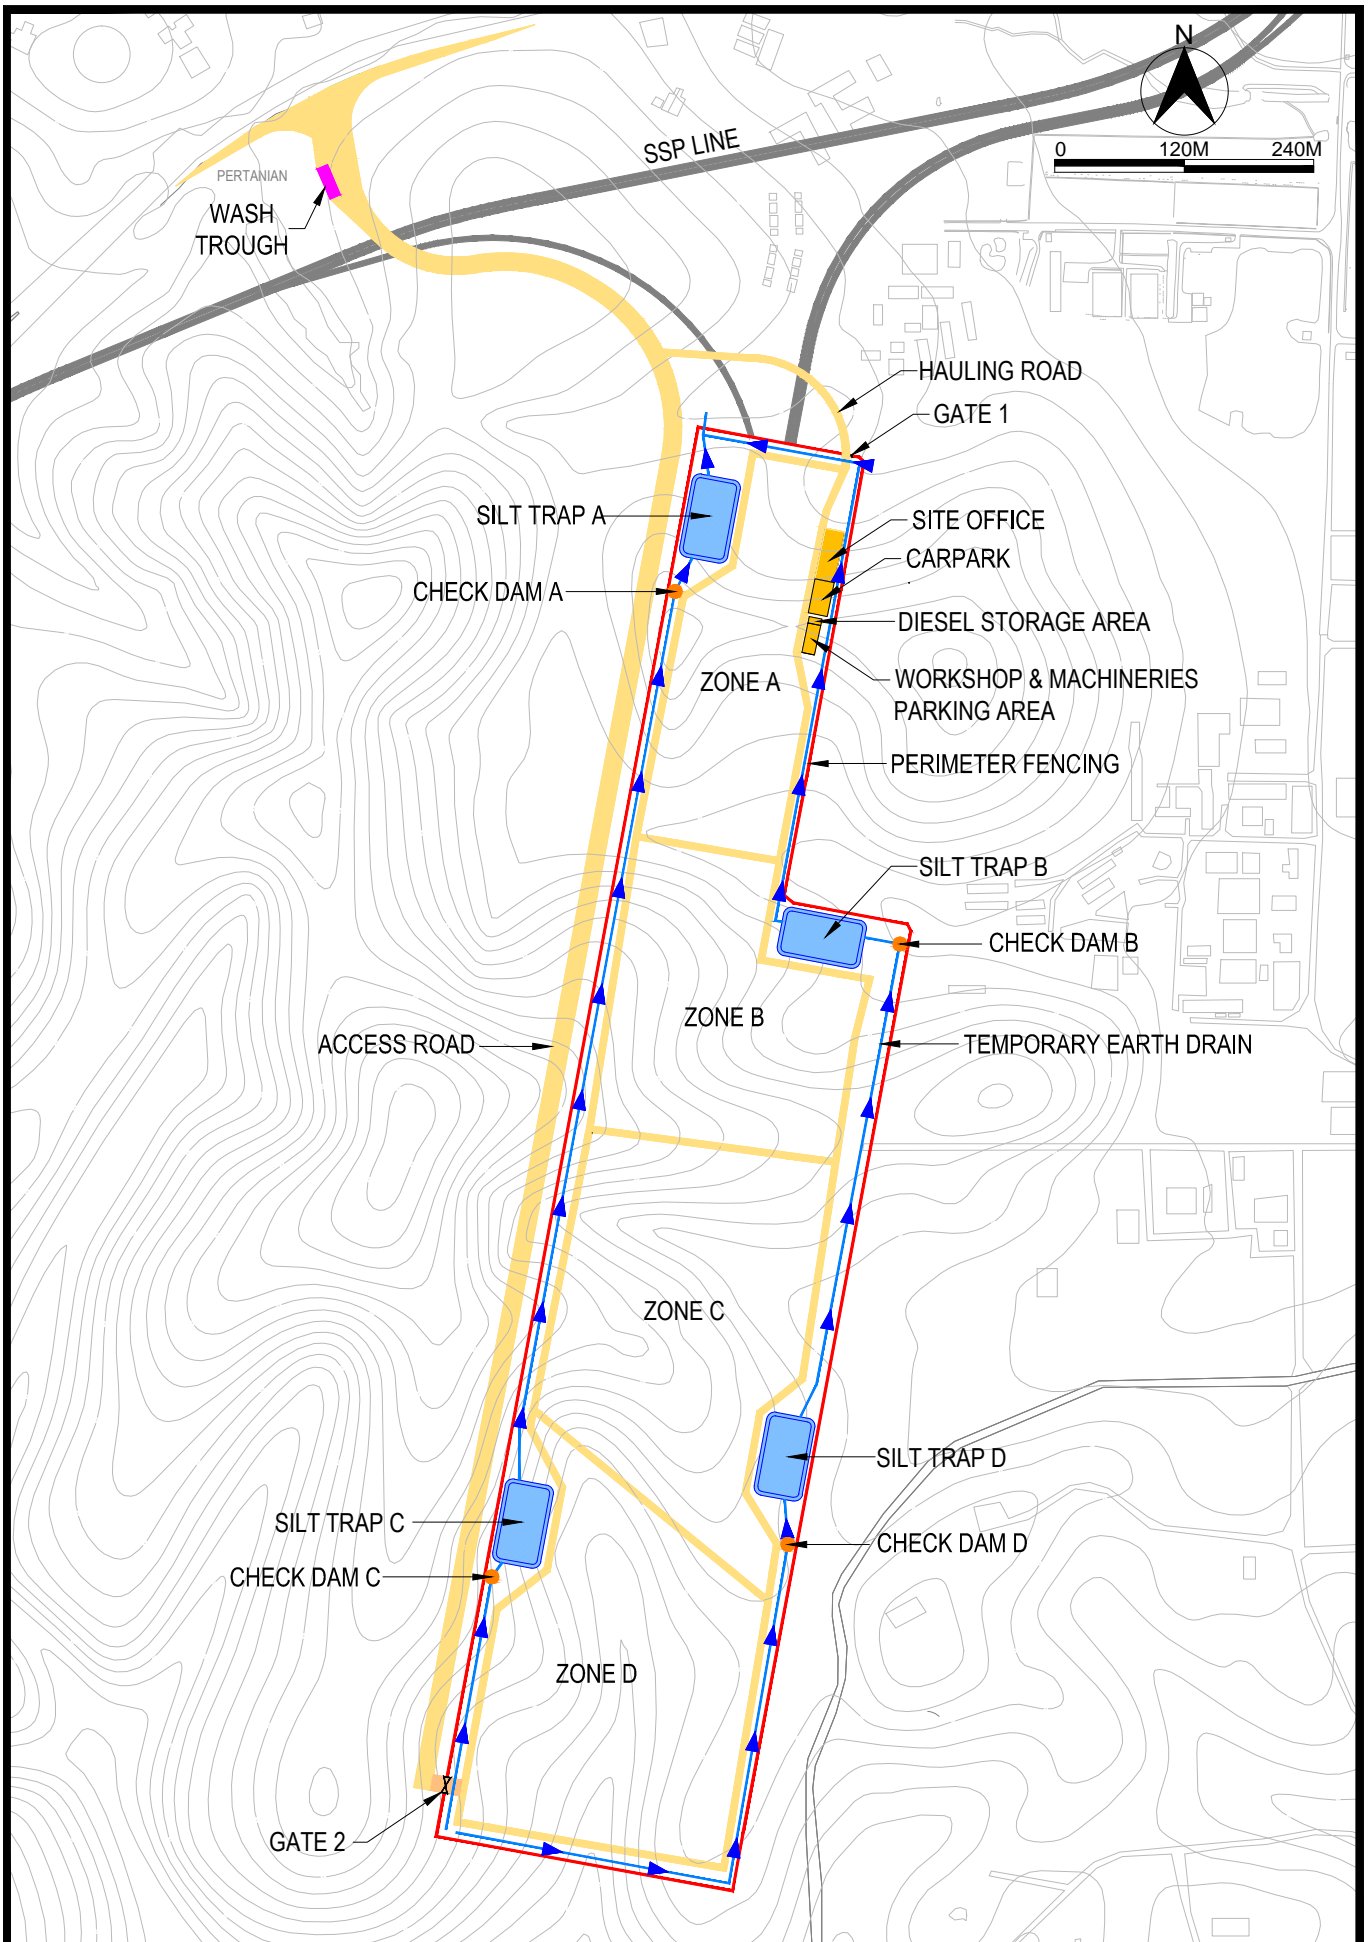 N
0 120M 240M
SSP LINE
PERTANIAN
WASH
TROUGH
HAULING ROAD
GATE 1
SILT TRAP A
SITE OFFICE
CARPARK
CHECK DAM A
DIESEL STORAGE AREA
ZONE A
WORKSHOP & MACHINERIES
PARKING AREA
PERIMETER FENCING
SILT TRAP B
CHECK DAM B
ZONE B
ACCESS ROAD
TEMPORARY EARTH DRAIN
ZONE C
SILT TRAP D
SILT TRAP C
CHECK DAM D
CHECK DAM C
ZONE D
GATE 2